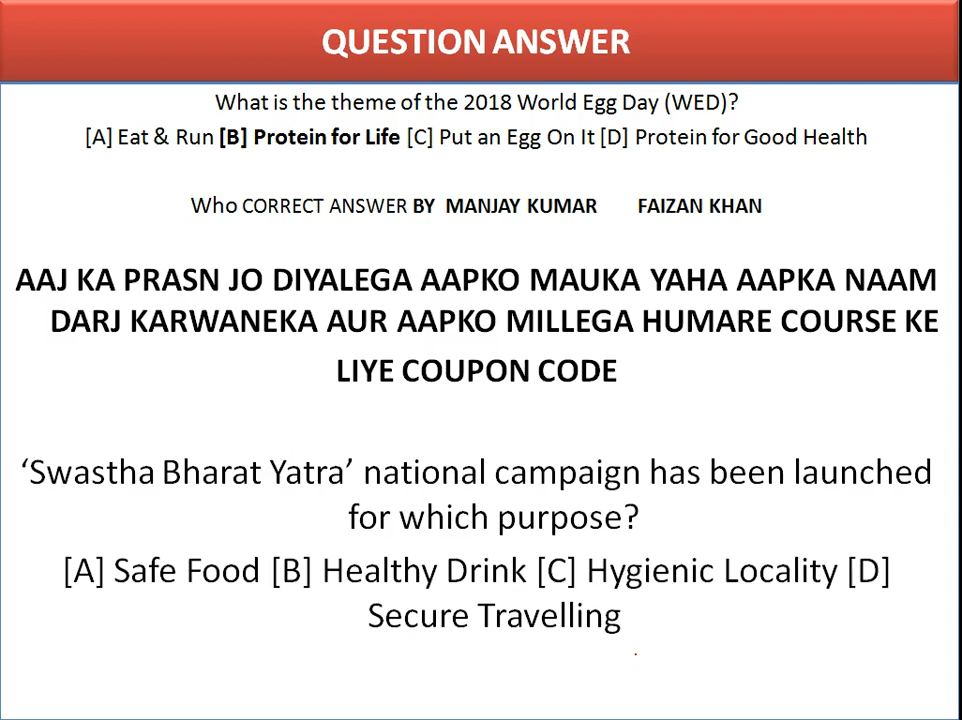 QUESTION ANSWER
What is the theme of the 2018 World Egg Day (WED)?
[A] Eat & Run [B] Protein for Life [C] Put an Egg On It [D] Protein for Good Health
Who CORRECT ANSWER BY MANJAY KUMAR FAIZAN KHAN
AAJ KA PRASN JO DIYALEGA AAPKO MAUKA YAHA AAPKA NAAM
DARJ KARWANEKA AUR AAPKO MILLEGA HUMARE COURSE KE
LIYE COUPON CODE
‘Swastha Bharat Yatra’ national campaign has been launched
for which purpose?
[A] Safe Food [B] Healthy Drink [C] Hygienic Locality [D]
Secure Travelling